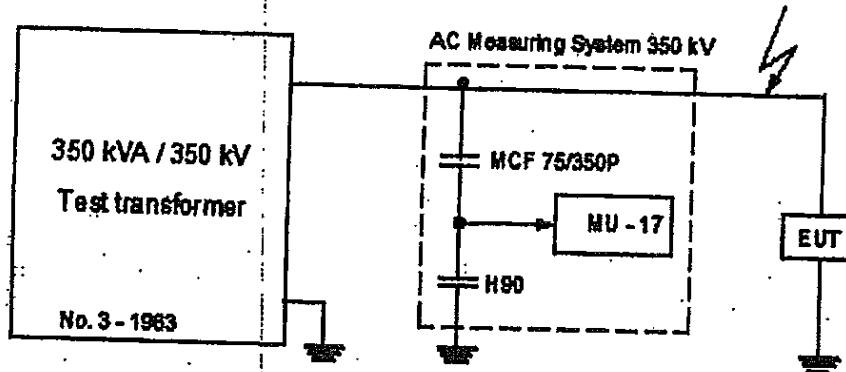 AC Measuring System 350 kV
350 kVA / 350 kV
Test transformer
MCF 75/350P
MU - 17
EUT
H90
No. 3 - 1963